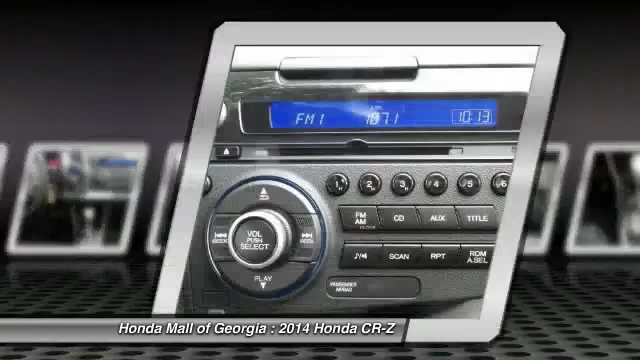 FM1 107.1 10:13
1 2 3 4 5 6
FM AM CD AUX TITLE
CLOCK
VOL PUSH SELECT
SEEK SEEK
SCAN RPT RDM A.SEL
PLAY
PASSENGER AIRBAG
Honda Mall of Georgia : 2014 Honda CR-Z